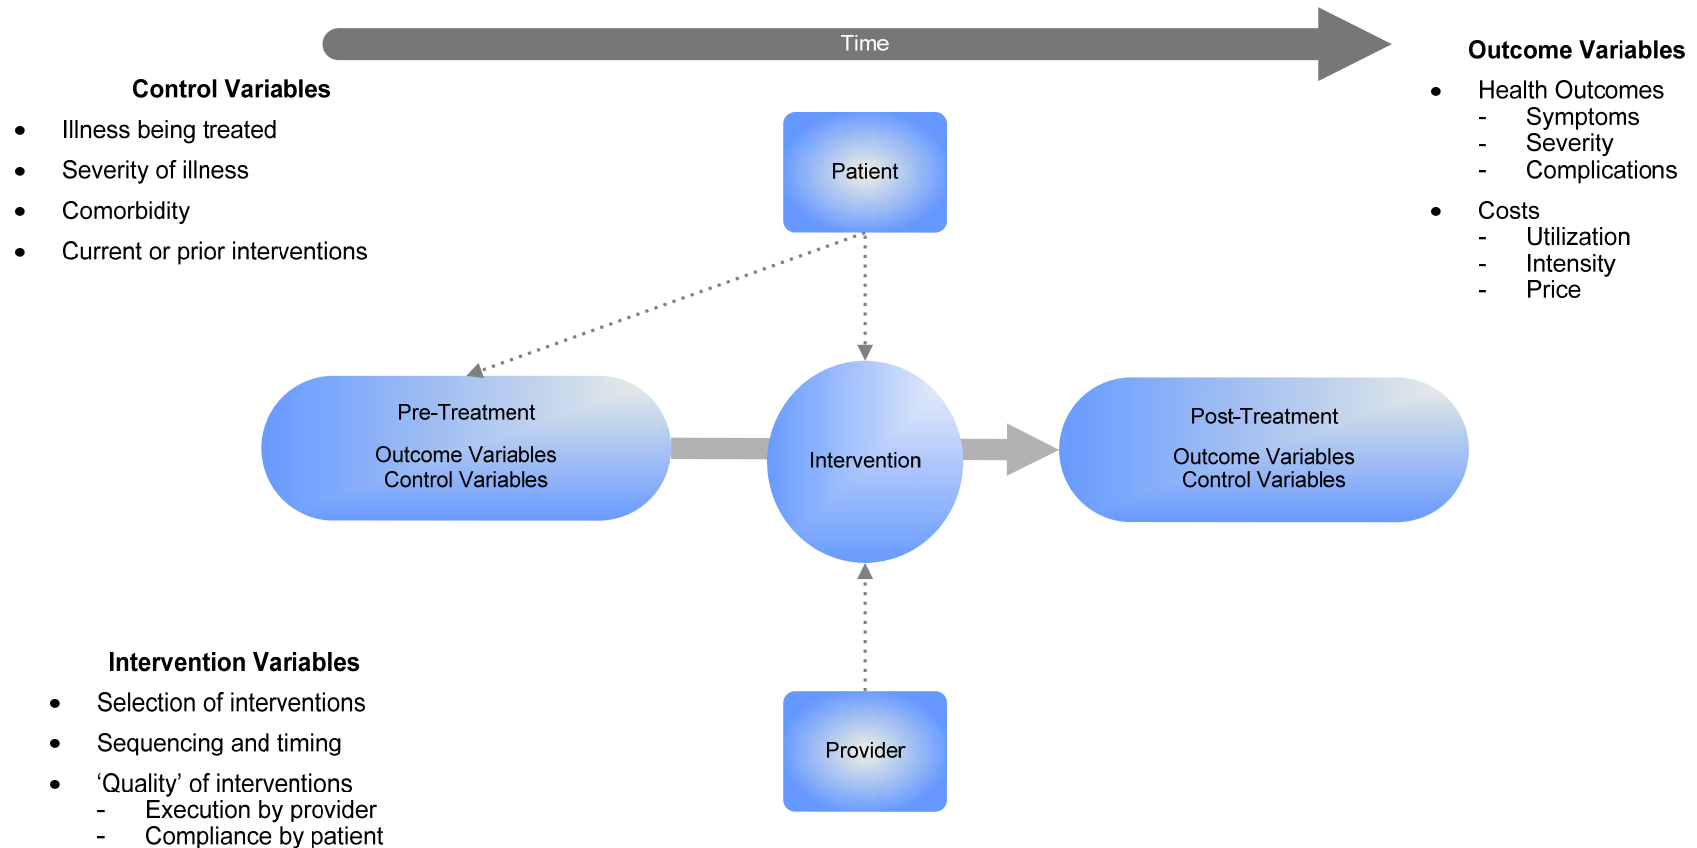 Time
Control Variables
• Illness being treated
• Severity of illness
• Comorbidity
• Current or prior interventions
Outcome Variables
• Health Outcomes
- Symptoms
- Severity
- Complications
• Costs
- Utilization
- Intensity
- Price
Patient
Pre-Treatment
Outcome Variables
Control Variables
Intervention
Post-Treatment
Outcome Variables
Control Variables
Intervention Variables
• Selection of interventions
• Sequencing and timing
• ‘Quality’ of interventions
- Execution by provider
- Compliance by patient
Provider